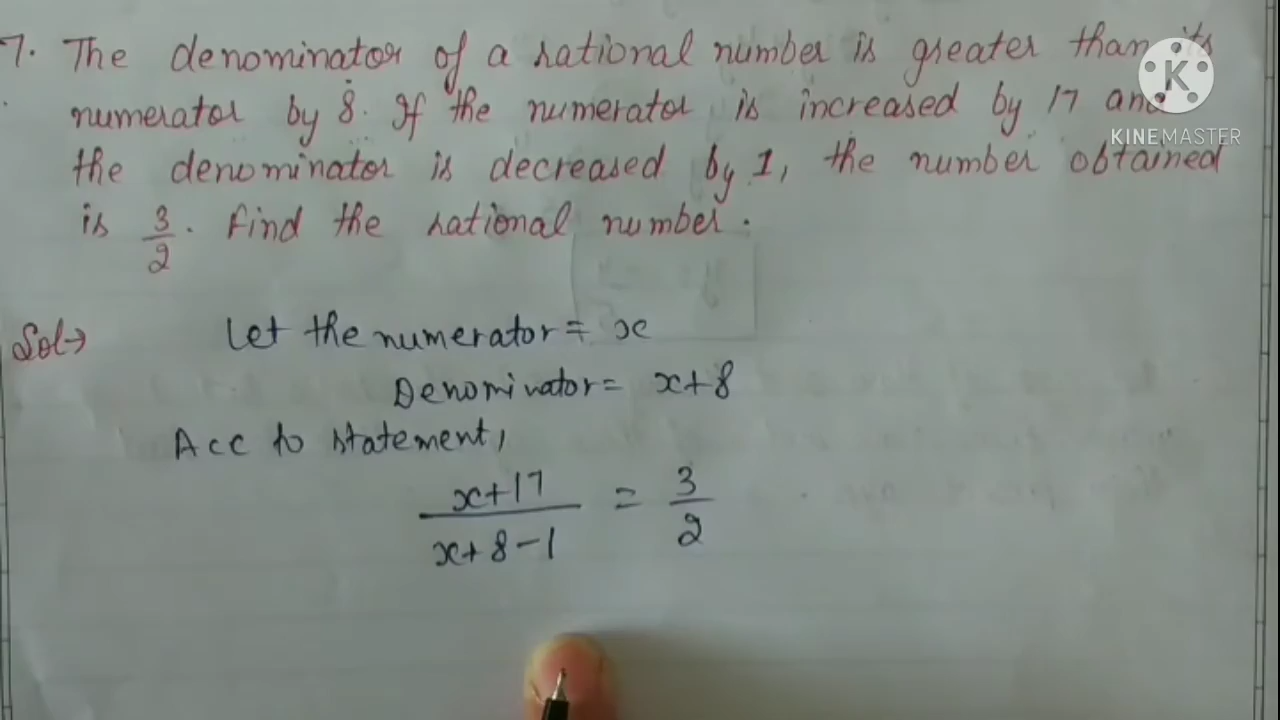 7. The denominator of a rational number is greater than its
numerator by 8. If the numerator is increased by 17 and
the denominator is decreased by 1, the number obtained
is 3/2. Find the rational number.
K
KINEMASTER
Sol→ Let the numerator = x
Denominator = x+8
Acc to statement,
x+17 / x+8-1 = 3/2